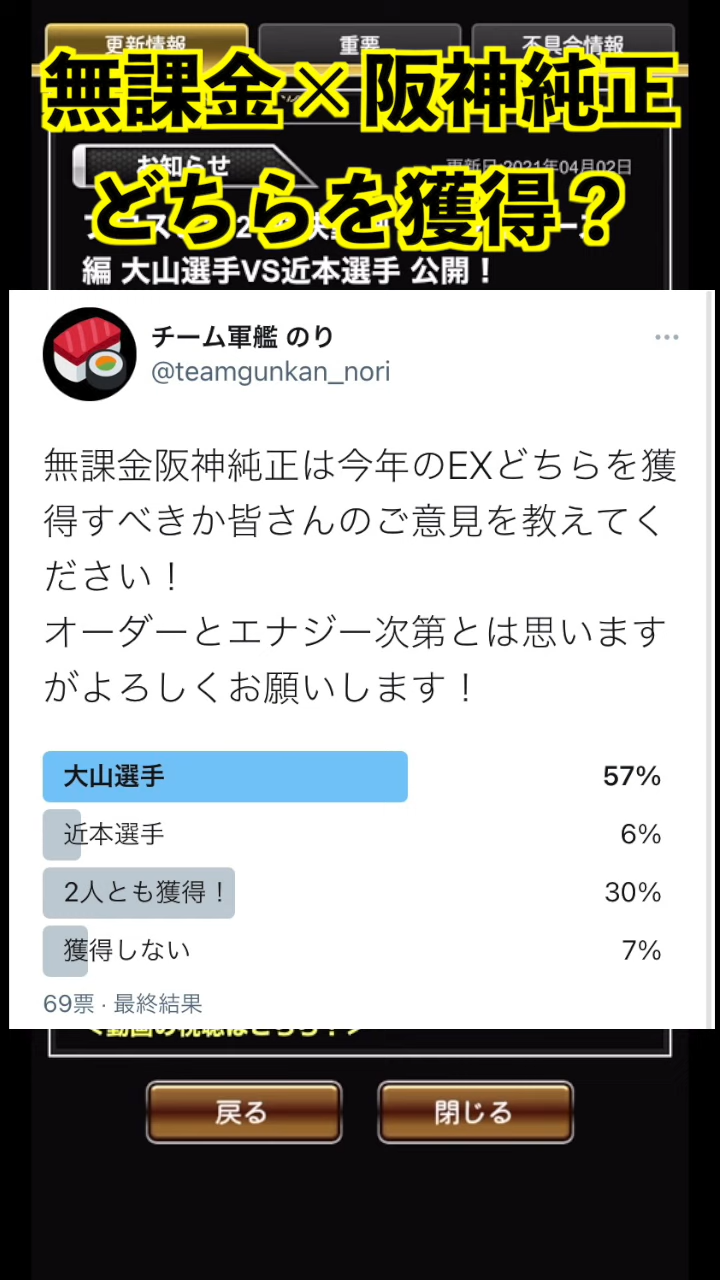 更新情報
重要
不具合情報
無課金×阪神純正
お知らせ
更新日:2021年04月02日
どちらを獲得？
編 大山選手VS近本選手 公開！
チーム軍艦 のり
@teamgunkan_nori
無課金阪神純正は今年のEXどちらを獲
得すべきか皆さんのご意見を教えてく
ださい！
オーダーとエナジー次第とは思います
がよろしくお願いします！
大山選手 57%
近本選手 6%
2人とも獲得！ 30%
獲得しない 7%
69票 · 最終結果
戻る
閉じる